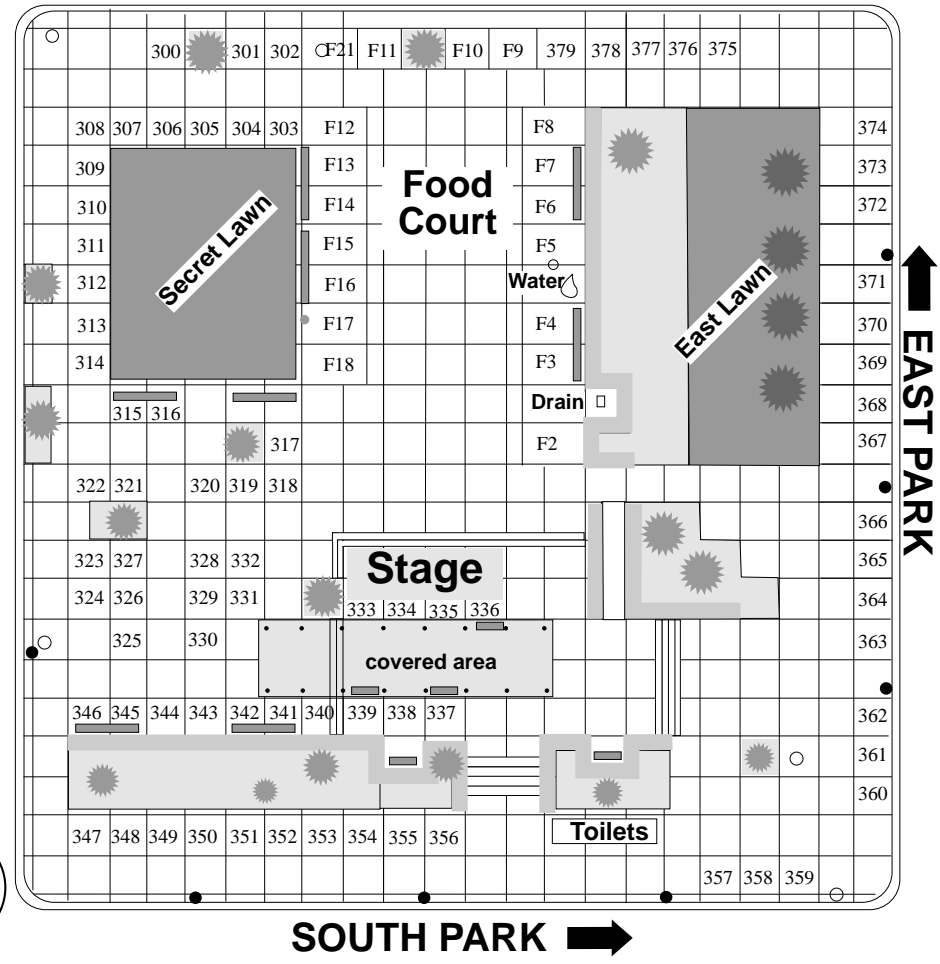 300 301 302 F21 F11 F10 F9 379 378 377 376 375
308 307 306 305 304 303 F12 F8 374
309 F13 F7 373
Food
Court
310 F14 F6 372
Secret Lawn
311 F15 F5
312 F16 Water 371
East Lawn
313 F17 F4 370
314 F18 F3 369
315 316 Drain 368
317 F2 367
322 321 320 319 318
366
323 327 328 332 Stage 365
324 326 329 331 333 334 335 336 364
325 330 363
covered area
346 345 344 343 342 341 340 339 338 337 362
361
360
347 348 349 350 351 352 353 354 355 356 Toilets
357 358 359
EAST PARK
SOUTH PARK